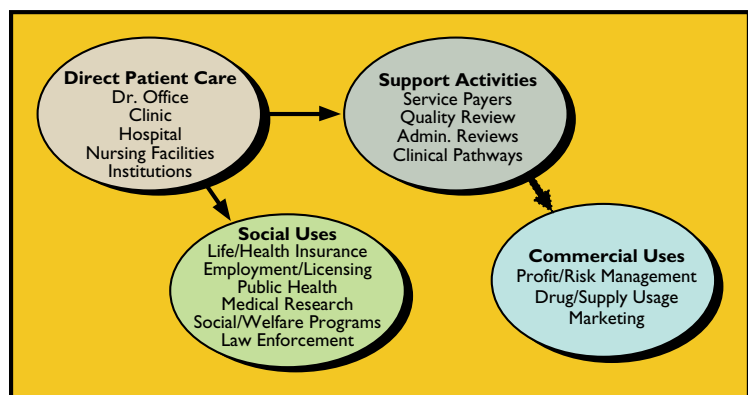 Direct Patient Care
Dr. Office
Clinic
Hospital
Nursing Facilities
Institutions
Support Activities
Service Payers
Quality Review
Admin. Reviews
Clinical Pathways
Social Uses
Life/Health Insurance
Employment/Licensing
Public Health
Medical Research
Social/Welfare Programs
Law Enforcement
Commercial Uses
Profit/Risk Management
Drug/Supply Usage
Marketing